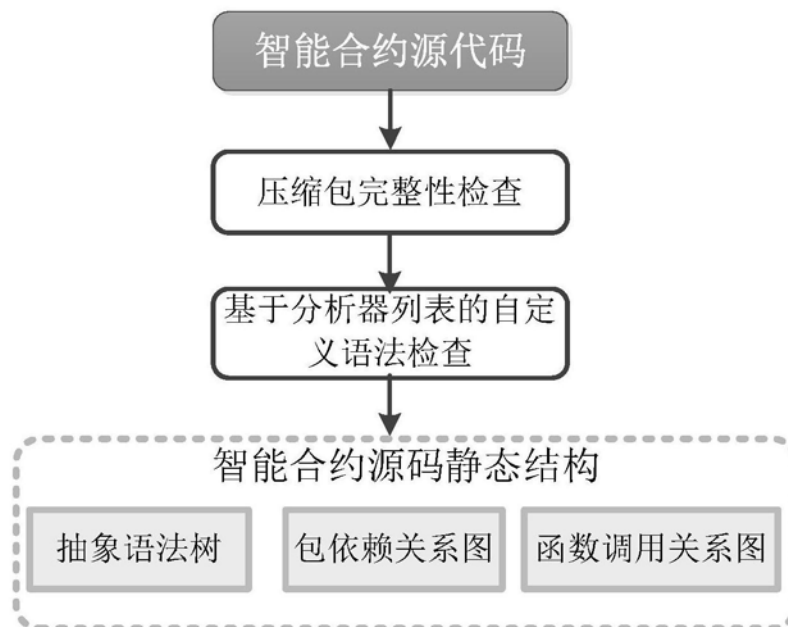 智能合约源代码
压缩包完整性检查
基于分析器列表的自定
义语法检查
智能合约源码静态结构
抽象语法树
包依赖关系图
函数调用关系图